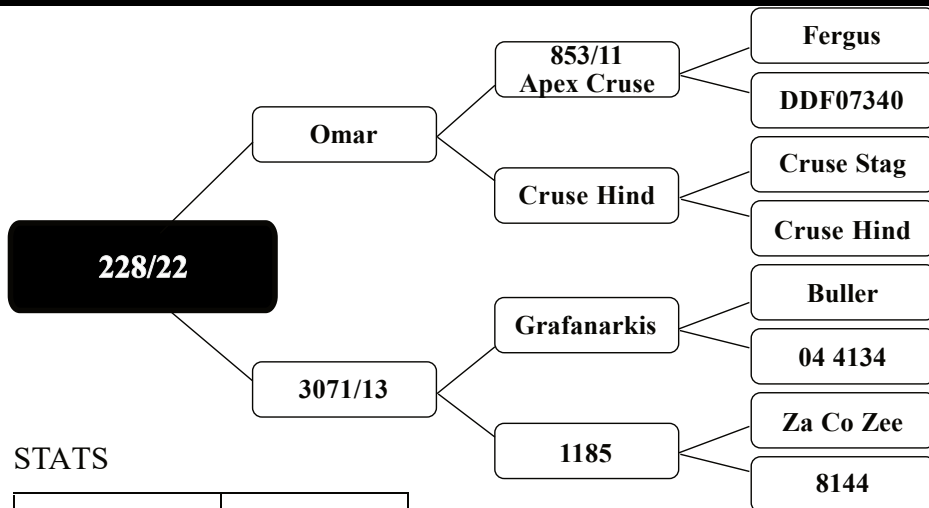 Fergus
853/11
Apex Cruse
DDF07340
Omar
Cruse Stag
Cruse Hind
Cruse Hind
228/22
Buller
Grafanarkis
04 4134
3071/13
Za Co Zee
1185
8144
STATS